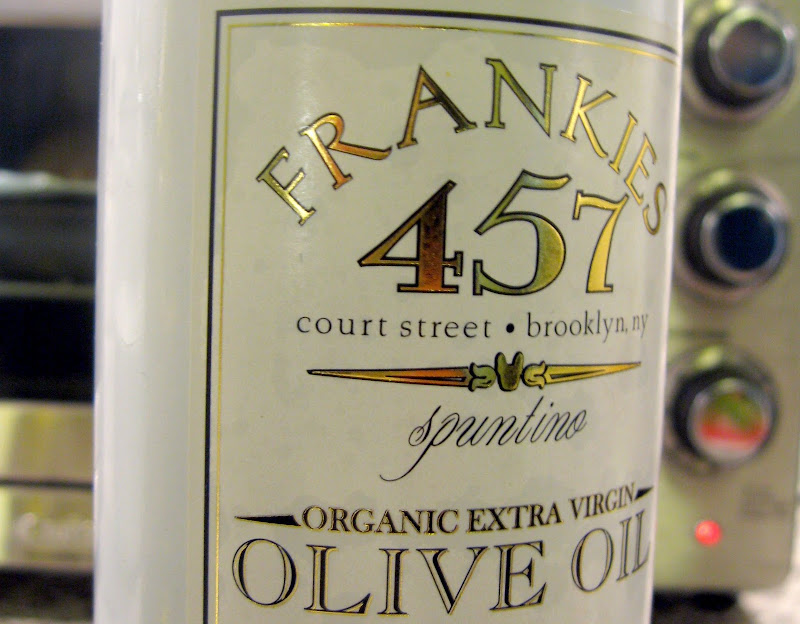 FRANKIES
457
court street • brooklyn, ny
spuntino
ORGANIC EXTRA VIRGIN
OLIVE OIL